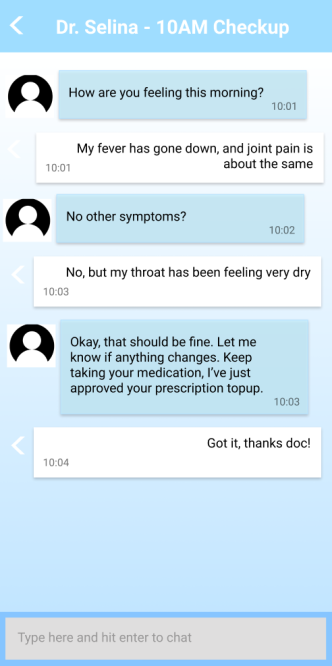 Dr. Selina - 10AM Checkup
How are you feeling this morning?
10:01
My fever has gone down, and joint pain is
about the same
10:01
No other symptoms?
10:02
No, but my throat has been feeling very dry
10:03
Okay, that should be fine. Let me
know if anything changes. Keep
taking your medication, I've just
approved your prescription topup.
10:03
Got it, thanks doc!
10:04
Type here and hit enter to chat